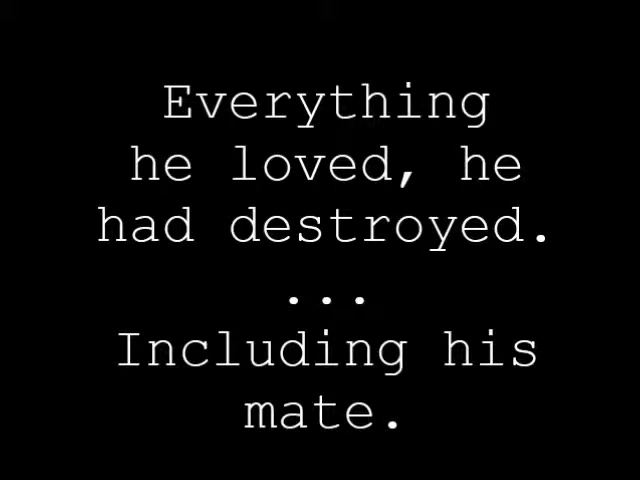 Everything
he loved, he
had destroyed.
...
Including his
mate.